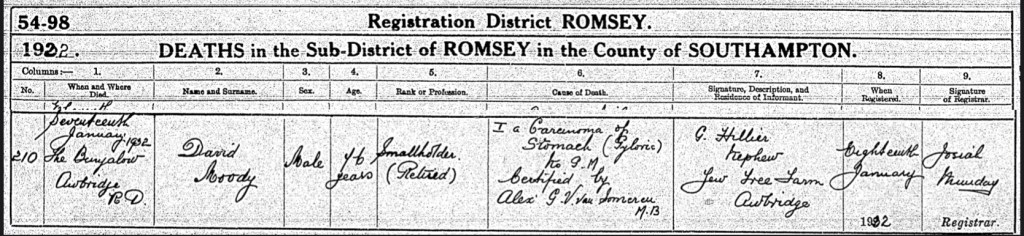 54-98
Registration District ROMSEY.
DEATHS in the Sub-District of ROMSEY in the County of SOUTHAMPTON.
Columns:— 1. 2. 3. 4. 5. 6. 7. 8. 9.
No. When and Where Died. Name and Surname. Sex. Age. Rank or Profession. Cause of Death. Signature, Description, and Residence of Informant. When Registered. Signature of Registrar.
210
Seventeenth
January
The Bungalow
Awbridge
R.D.
David
Moody
Male
years
Smallholder
(Retired)
I a Carcinoma of
Stomach (Pyloric)
No P.M.
Certified by
Alex G.V. Van Someren
M.B
G. Hillier
Nephew
Yew Tree Farm
Awbridge
Eighteenth
January
Josiah
Munday
Registrar.